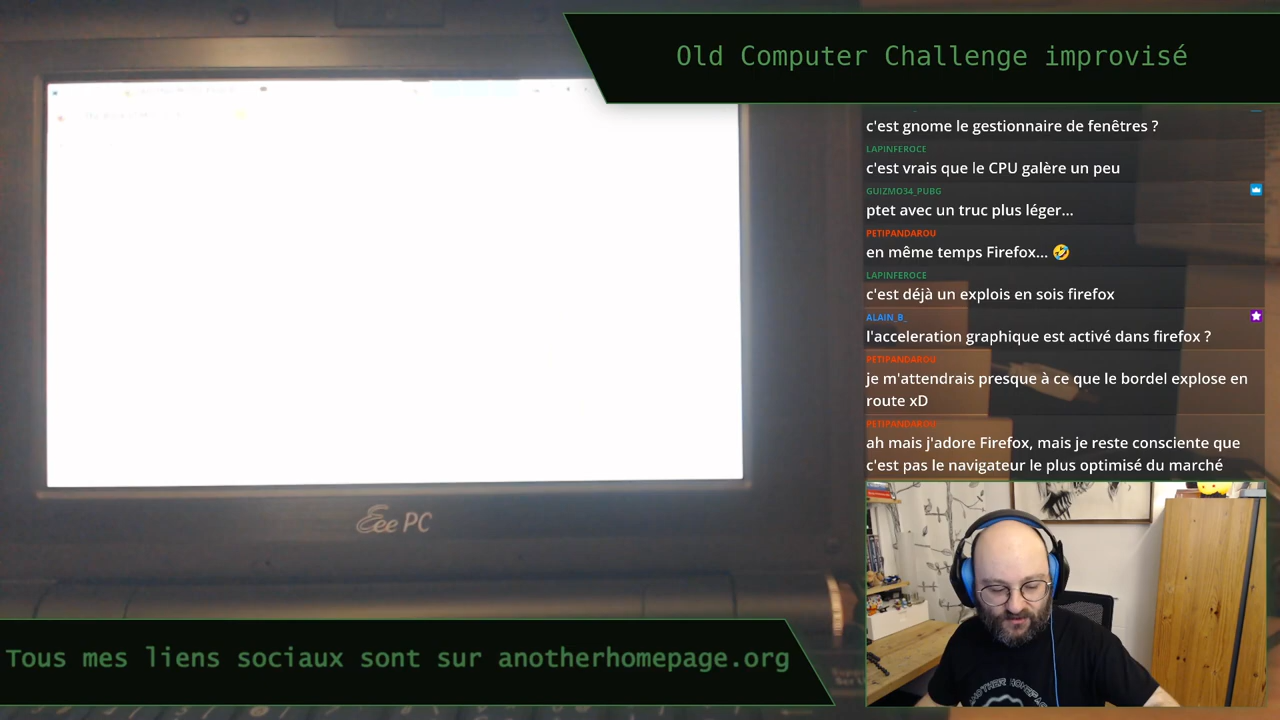 Old Computer Challenge improvisé
c'est gnome le gestionnaire de fenêtres ?
LAPINFEROCE
c'est vrais que le CPU galère un peu
GUIZMO34_PUBG
ptet avec un truc plus léger...
PETIPANDAROU
en même temps Firefox... 🤣
LAPINFEROCE
c'est déjà un explois en sois firefox
ALAIN_B_
l'acceleration graphique est activé dans firefox ?
PETIPANDAROU
je m'attendrais presque à ce que le bordel explose en
route xD
PETIPANDAROU
ah mais j'adore Firefox, mais je reste consciente que
c'est pas le navigateur le plus optimisé du marché
Eee PC
Tous mes liens sociaux sont sur anotherhomepage.org
ANOTHER HOMEPAGE